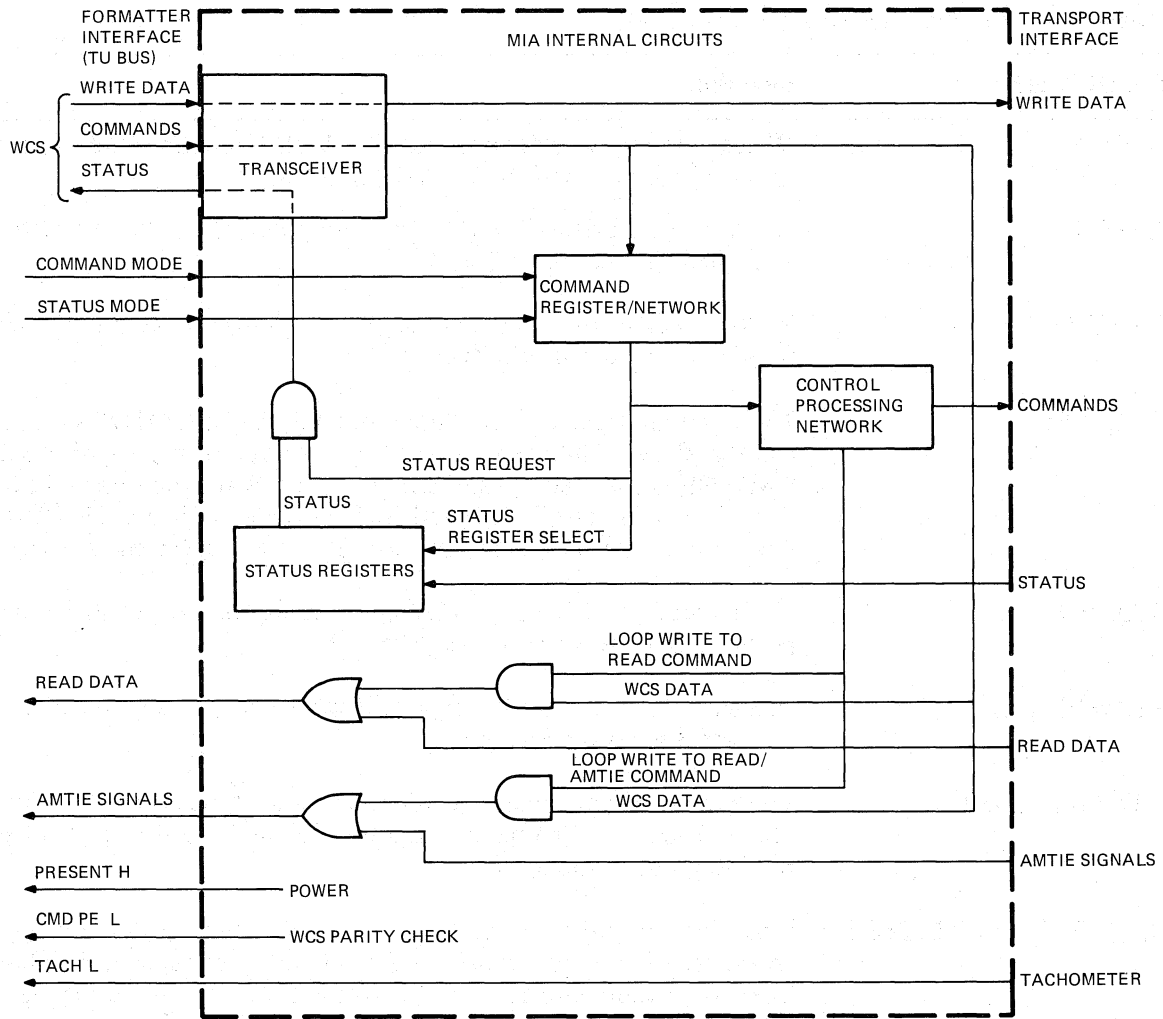 FORMATTER
INTERFACE
(TU BUS)
MIA INTERNAL CIRCUITS
TRANSPORT
INTERFACE
WRITE DATA
WRITE DATA
COMMANDS
WCS
STATUS
TRANSCEIVER
COMMAND MODE
COMMAND
REGISTER/NETWORK
STATUS MODE
CONTROL
PROCESSING
NETWORK
COMMANDS
STATUS REQUEST
STATUS
STATUS
REGISTER SELECT
STATUS REGISTERS
STATUS
LOOP WRITE TO
READ COMMAND
READ DATA
WCS DATA
READ DATA
LOOP WRITE TO READ/
AMTIE COMMAND
AMTIE SIGNALS
WCS DATA
AMTIE SIGNALS
PRESENT H
POWER
CMD PE L
WCS PARITY CHECK
TACH L
TACHOMETER